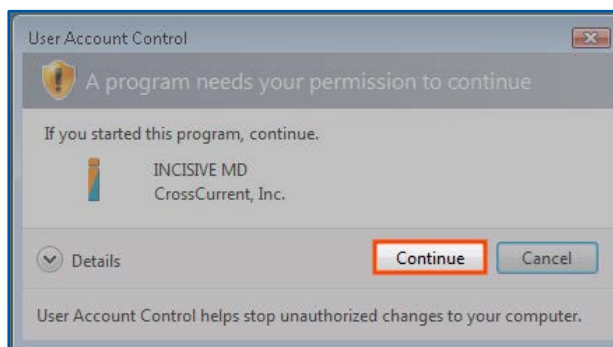 User Account Control
A program needs your permission to continue
If you started this program, continue.
INCISIVE MD
CrossCurrent, Inc.
Details
Continue
Cancel
User Account Control helps stop unauthorized changes to your computer.